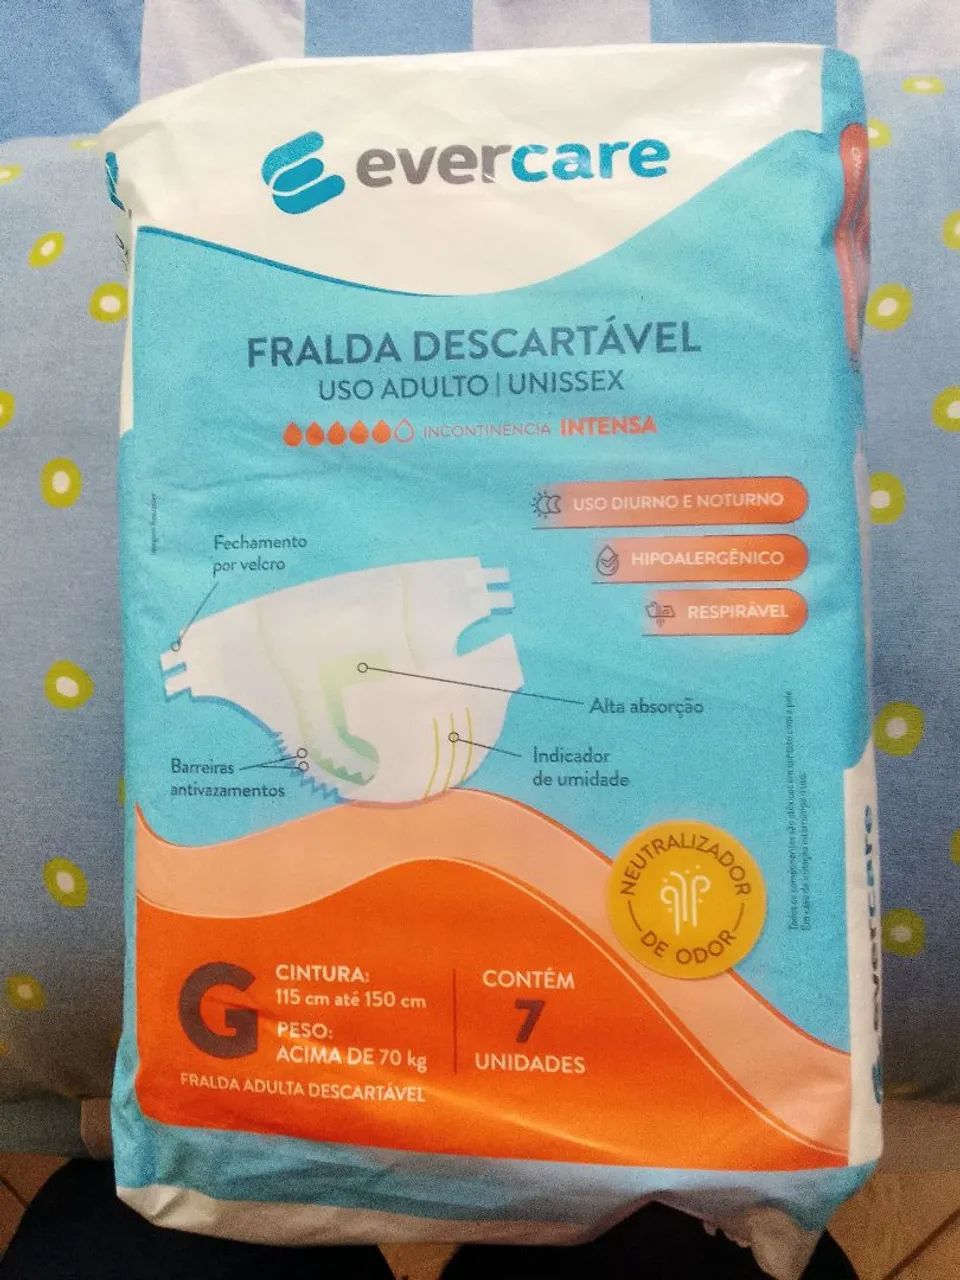 evercare
FRALDA DESCARTÁVEL
USO ADULTO | UNISSEX
INCONTINÊNCIA INTENSA
USO DIURNO E NOTURNO
HIPOALERGÊNICO
RESPIRÁVEL
Fechamento
por velcro
Alta absorção
Barreiras
antivazamentos
Indicador
de umidade
NEUTRALIZADOR
DE ODOR
G
CINTURA:
115 cm até 150 cm
PESO:
ACIMA DE 70 kg
FRALDA ADULTA DESCARTÁVEL
CONTÉM
7
UNIDADES
evercare